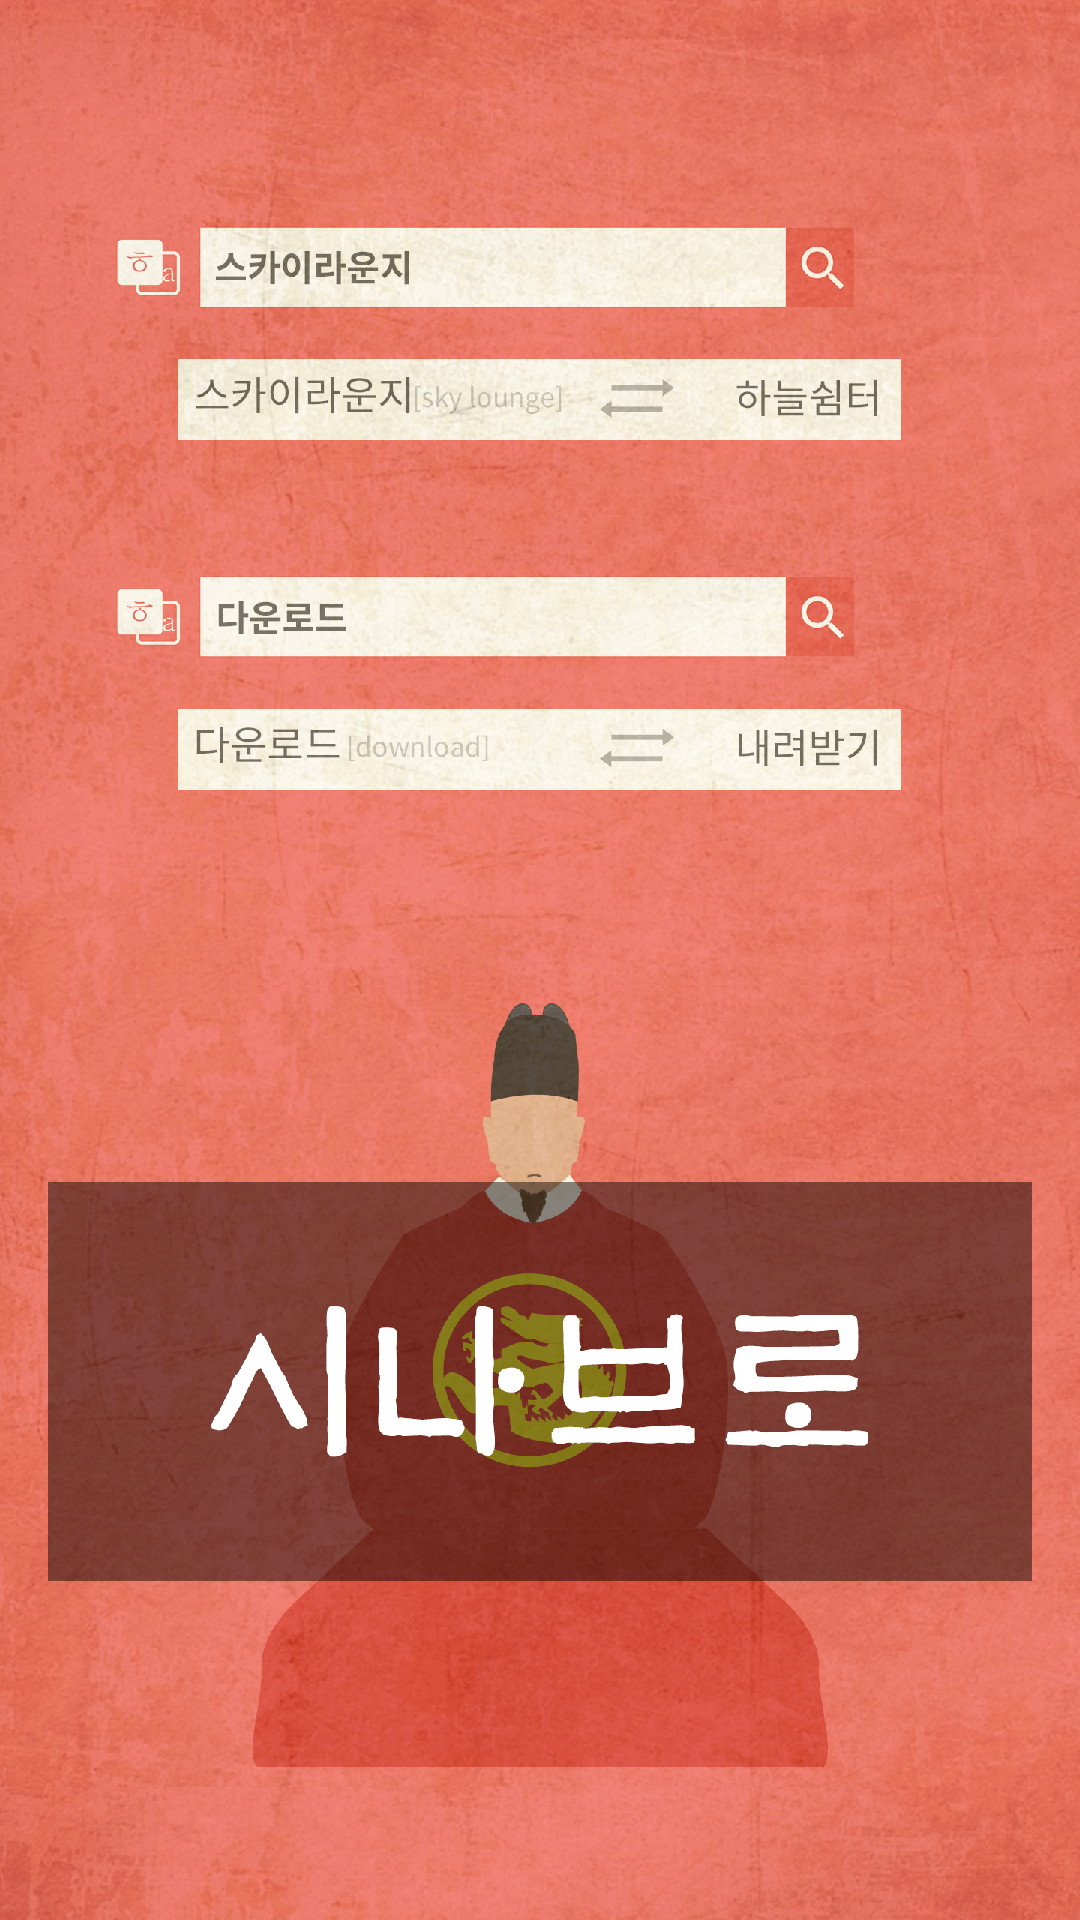 ㅎ a 스카이라운지
스카이라운지[sky lounge] 하늘쉼터
ㅎ a 다운로드
다운로드 [download] 내려받기
시나브로